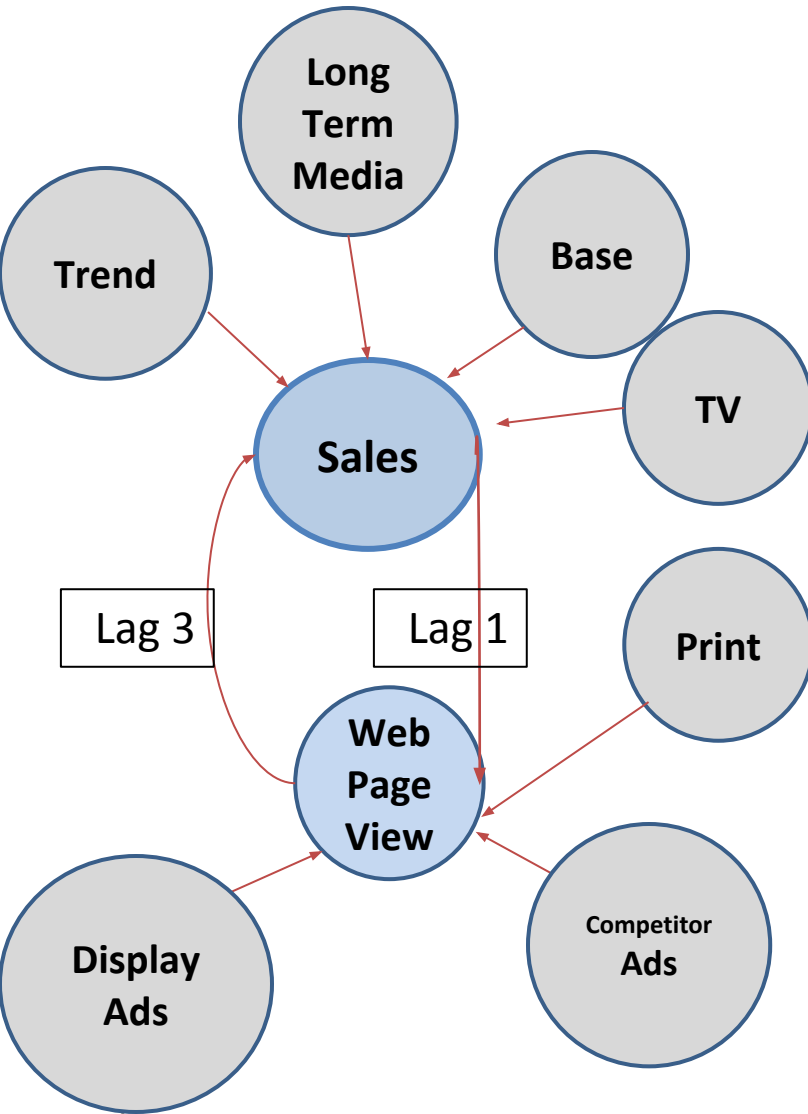 Long
Term
Media
Trend
Base
TV
Sales
Lag 3
Lag 1
Print
Web
Page
View
Display
Ads
Competitor
Ads